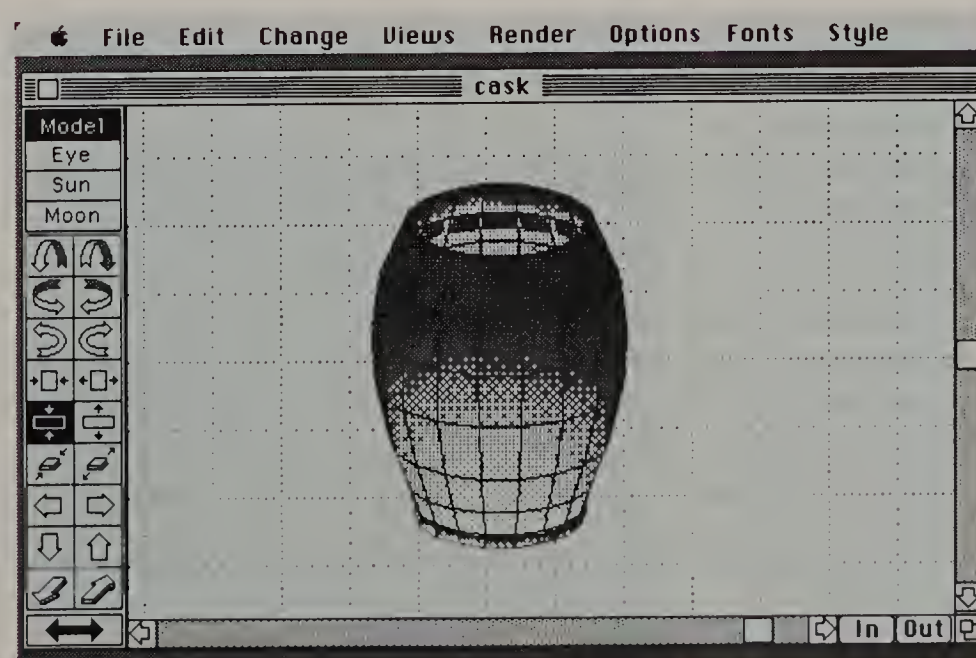 File Edit Change Views Render Options Fonts Style
cask
Model
Eye
Sun
Moon
In Out